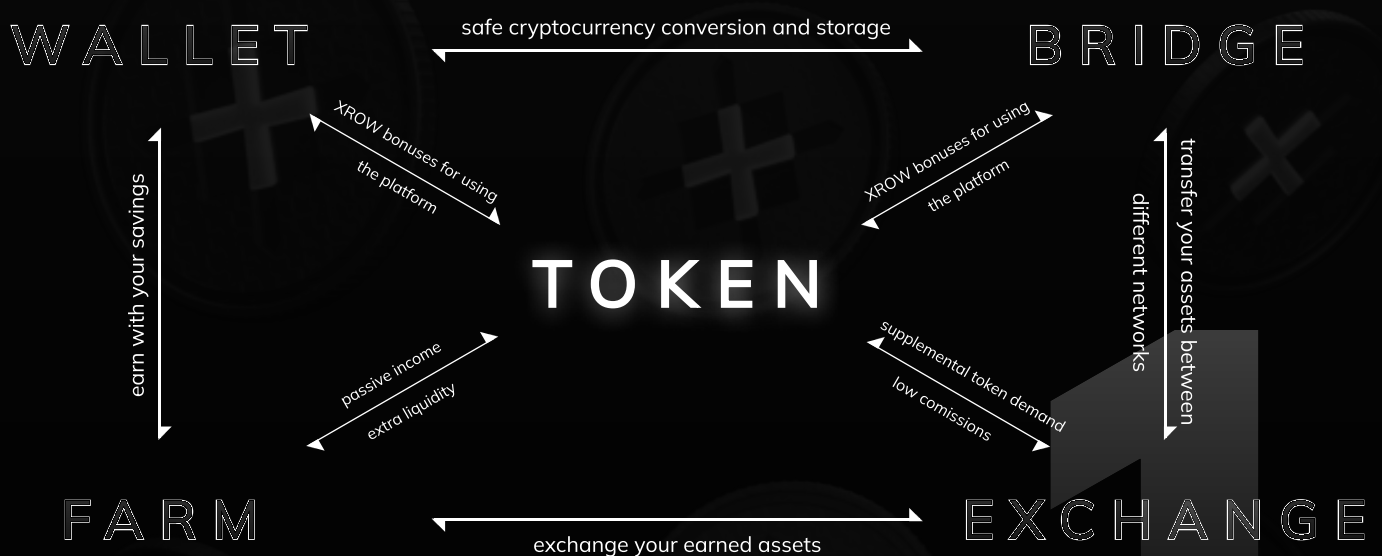 safe cryptocurrency conversion and storage
WALLET
BRIDGE
XROW bonuses for using
the platform
XROW bonuses for using
the platform
earn with your savings
transfer your assets between
different networks
TOKEN
passive income
extra liquidity
supplemental token demand
low comissions
FARM
EXCHANGE
exchange your earned assets